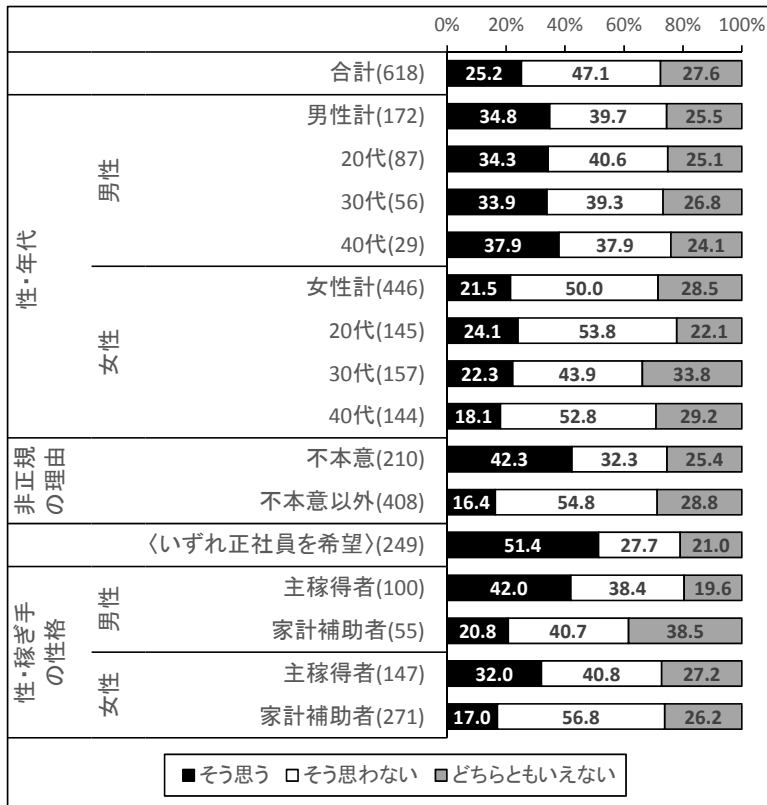 0% 20% 40% 60% 80% 100%
合計(618) 25.2 47.1 27.6
性・年代
男性
男性計(172) 34.8 39.7 25.5
20代(87) 34.3 40.6 25.1
30代(56) 33.9 39.3 26.8
40代(29) 37.9 37.9 24.1
女性
女性計(446) 21.5 50.0 28.5
20代(145) 24.1 53.8 22.1
30代(157) 22.3 43.9 33.8
40代(144) 18.1 52.8 29.2
非正規
の理由
不本意(210) 42.3 32.3 25.4
不本意以外(408) 16.4 54.8 28.8
〈いずれ正社員を希望〉(249) 51.4 27.7 21.0
性・稼ぎ手
の性格
男性
主稼得者(100) 42.0 38.4 19.6
家計補助者(55) 20.8 40.7 38.5
女性
主稼得者(147) 32.0 40.8 27.2
家計補助者(271) 17.0 56.8 26.2
そう思う そう思わない どちらともいえない